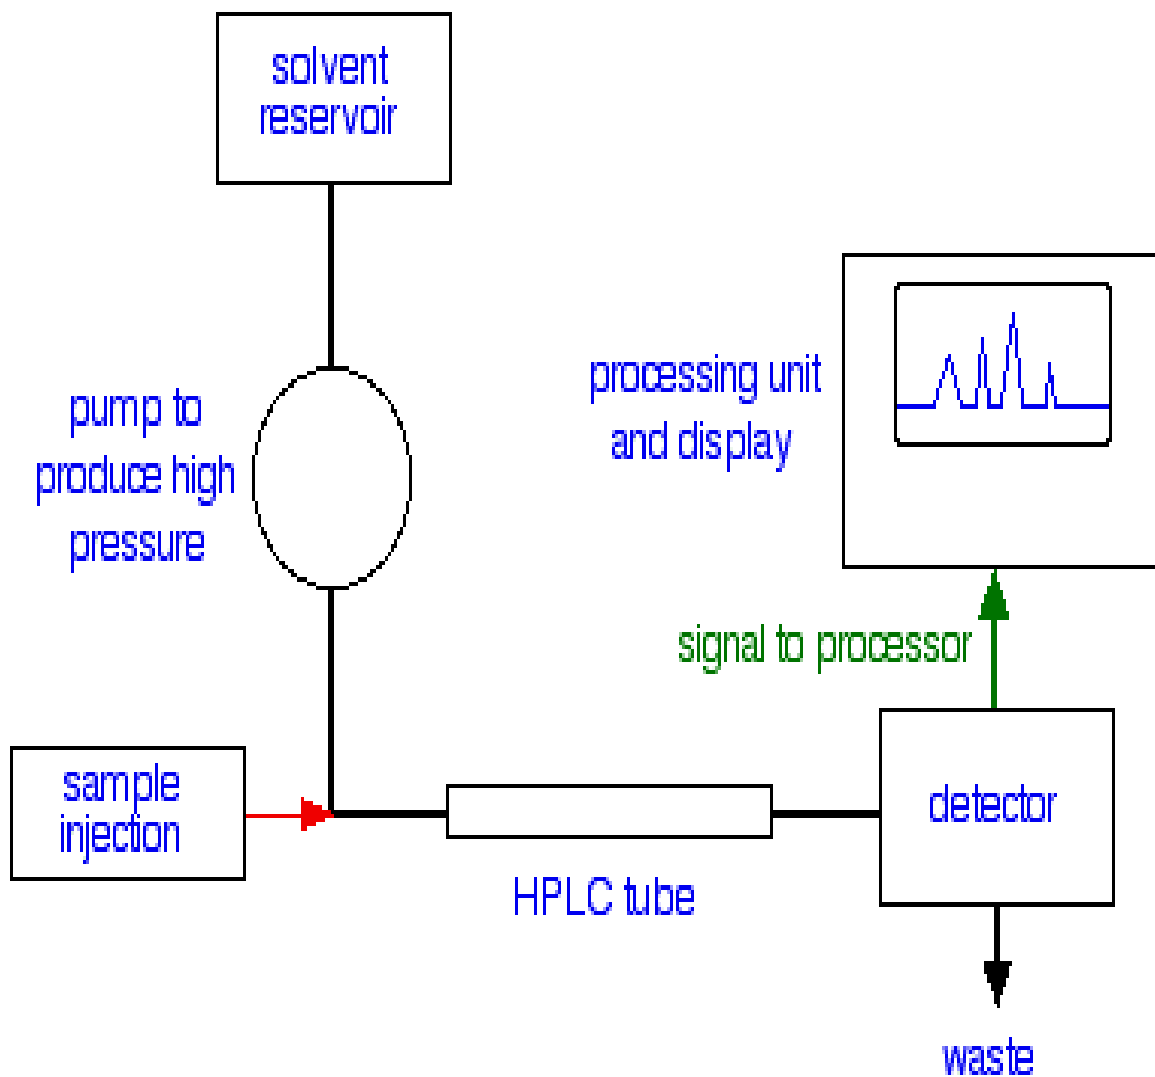 solvent
reservoir
pump to
produce high
pressure
processing unit
and display
signal to processor
sample
injection
detector
HPLC tube
waste